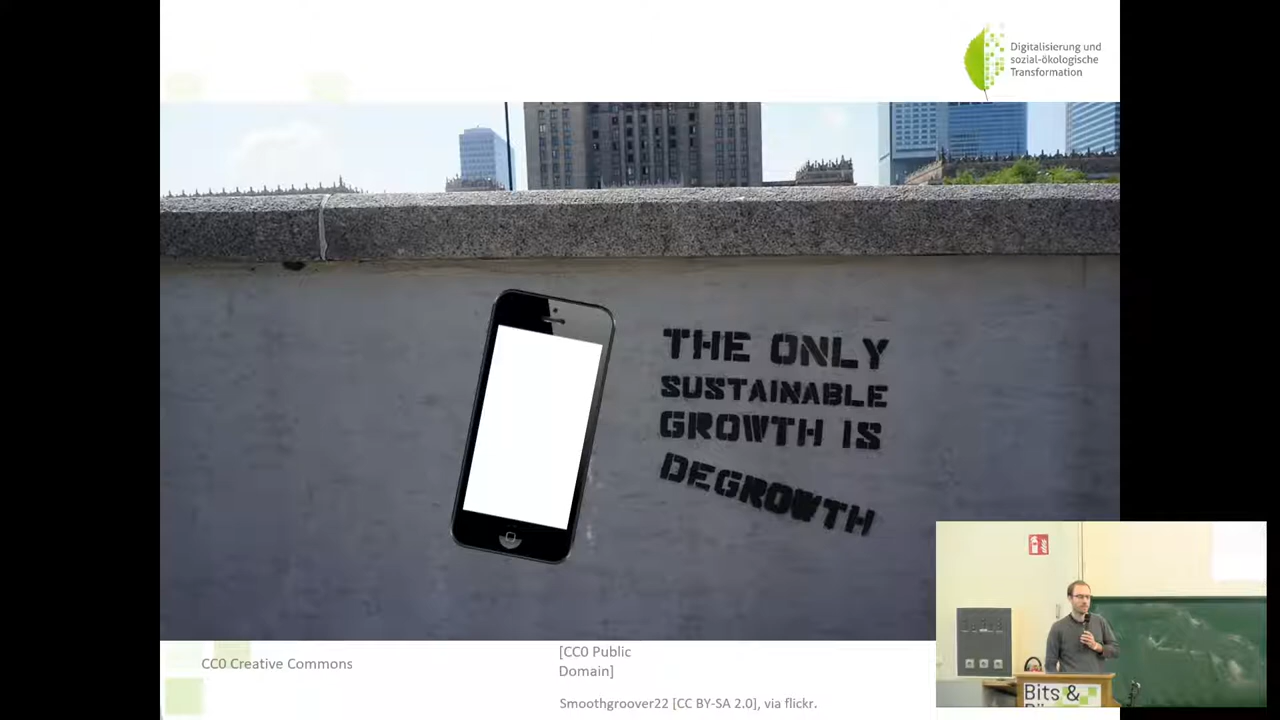 Digitalisierung und
sozial-ökologische
Transformation
THE ONLY
SUSTAINABLE
GROWTH IS
DEGROWTH
CC0 Creative Commons
[CC0 Public
Domain]
Smoothgroover22 [CC BY-SA 2.0], via flickr.
Bits &